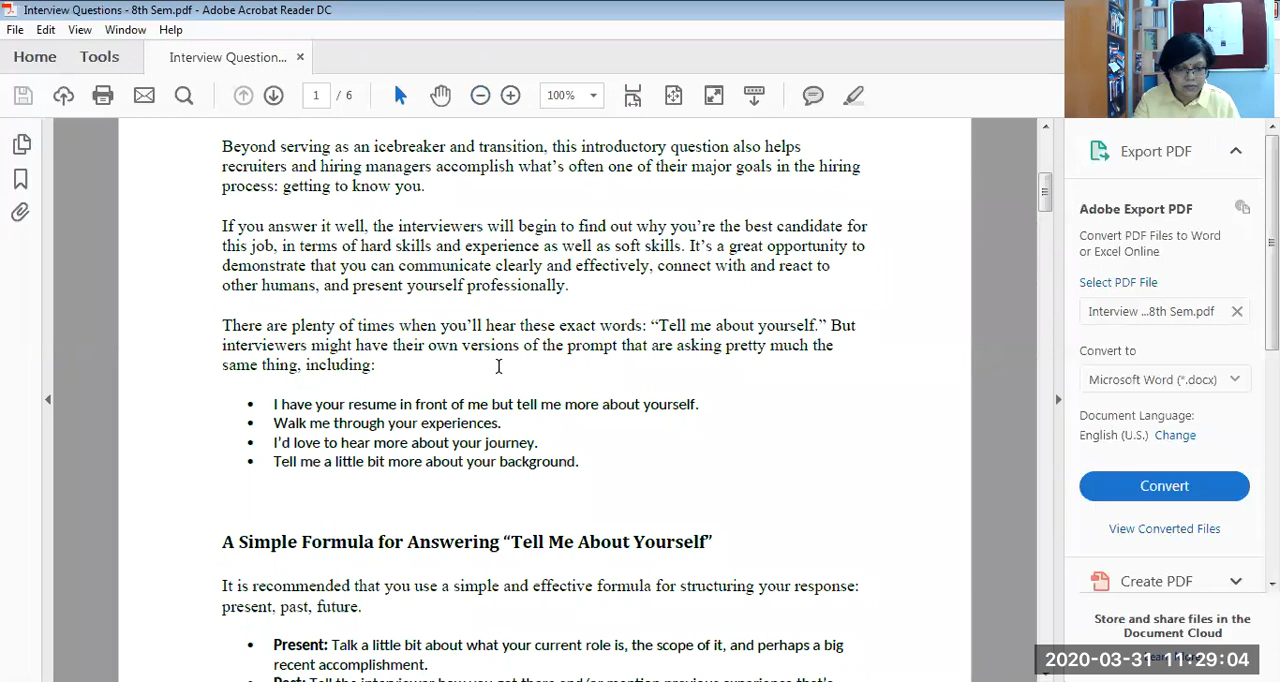 Interview Questions - 8th Sem.pdf - Adobe Acrobat Reader DC
File Edit View Window Help
Home Tools Interview Question... ×
1 / 6 100%
Beyond serving as an icebreaker and transition, this introductory question also helps
recruiters and hiring managers accomplish what’s often one of their major goals in the hiring
process: getting to know you.
If you answer it well, the interviewers will begin to find out why you’re the best candidate for
this job, in terms of hard skills and experience as well as soft skills. It’s a great opportunity to
demonstrate that you can communicate clearly and effectively, connect with and react to
other humans, and present yourself professionally.
There are plenty of times when you’ll hear these exact words: “Tell me about yourself.” But
interviewers might have their own versions of the prompt that are asking pretty much the
same thing, including:
• I have your resume in front of me but tell me more about yourself.
• Walk me through your experiences.
• I’d love to hear more about your journey.
• Tell me a little bit more about your background.
A Simple Formula for Answering “Tell Me About Yourself”
It is recommended that you use a simple and effective formula for structuring your response:
present, past, future.
• Present: Talk a little bit about what your current role is, the scope of it, and perhaps a big
recent accomplishment.
Export PDF
Adobe Export PDF
Convert PDF Files to Word
or Excel Online
Select PDF File
Interview ...8th Sem.pdf
Convert to
Microsoft Word (*.docx)
Document Language:
English (U.S.) Change
Convert
View Converted Files
Create PDF
Store and share files in the
Document Cloud
2020-03-31 11:29:04